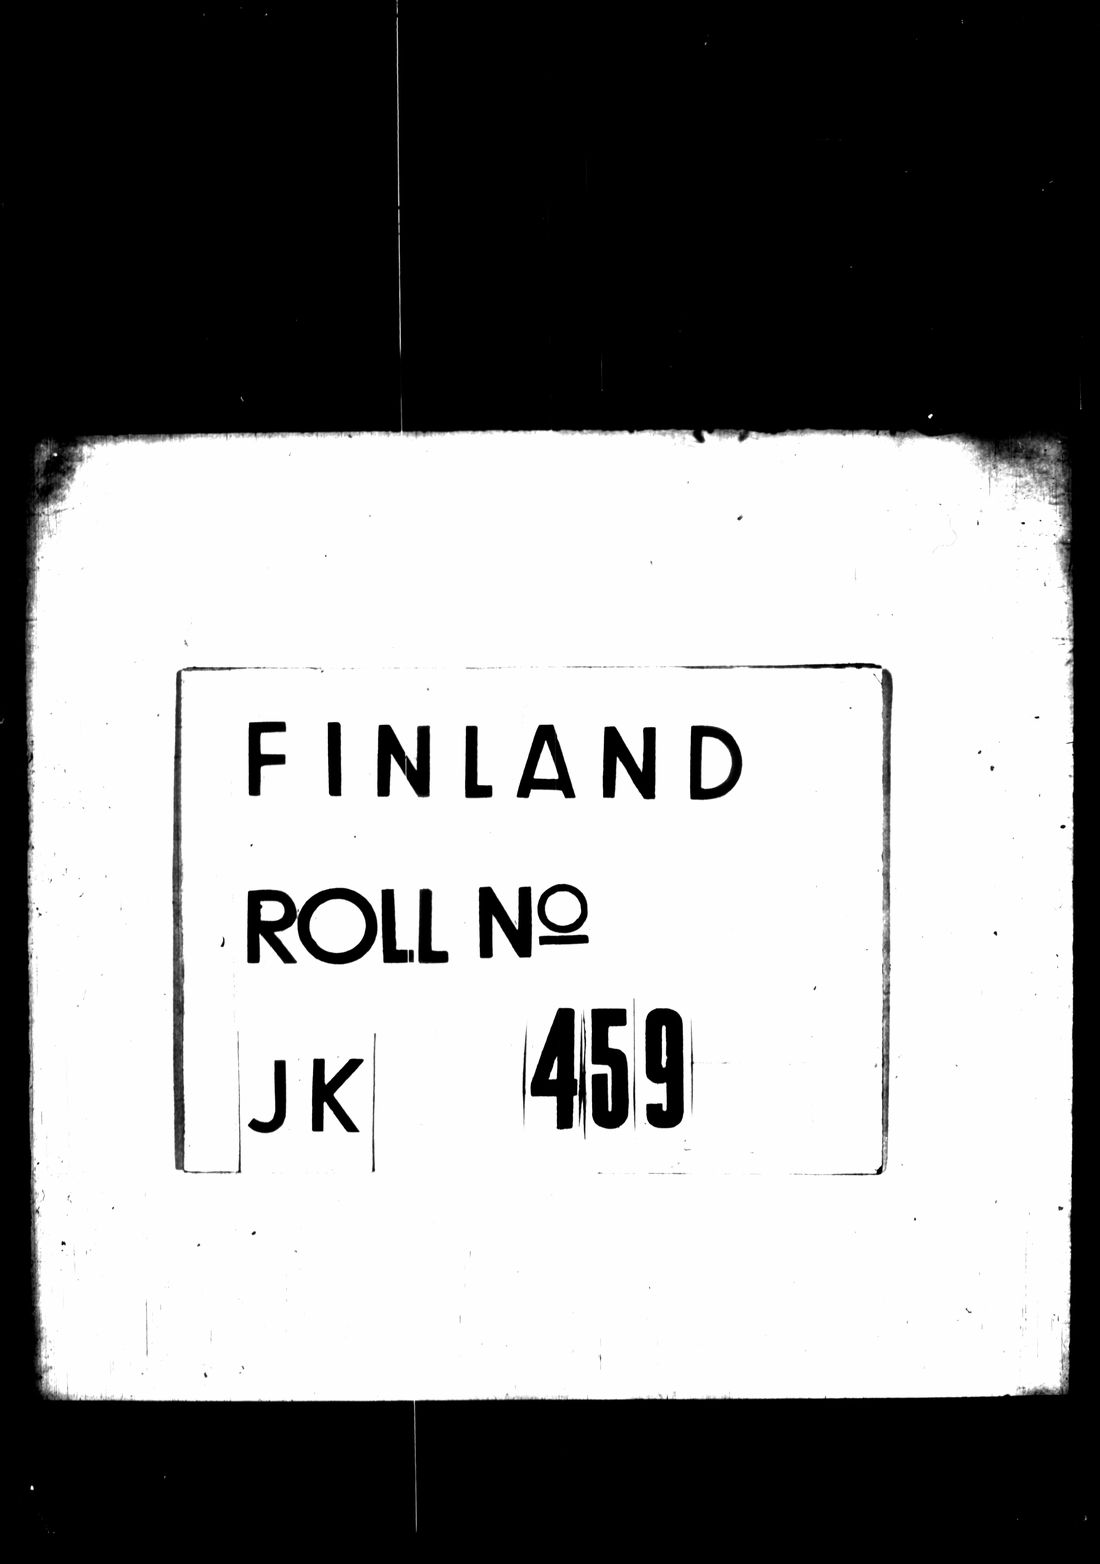 FINLAND
ROLL Nº
JK 459